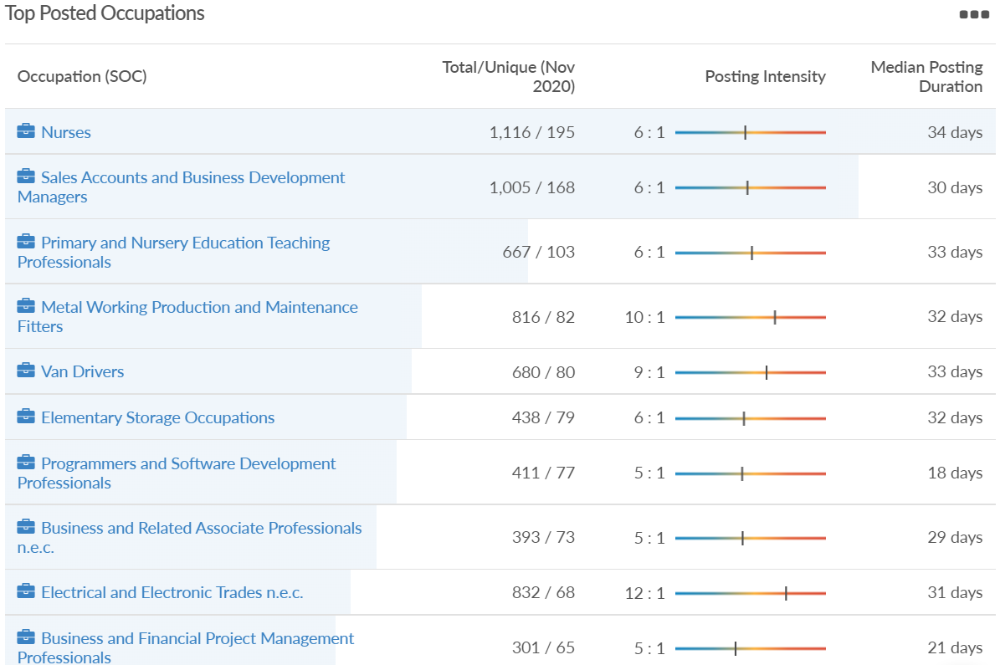 Top Posted Occupations
Occupation (SOC)
Total/Unique (Nov
2020)
Posting Intensity
Median Posting
Duration
Nurses
1,116 / 195
6 : 1
34 days
Sales Accounts and Business Development
Managers
1,005 / 168
6 : 1
30 days
Primary and Nursery Education Teaching
Professionals
667 / 103
6 : 1
33 days
Metal Working Production and Maintenance
Fitters
816 / 82
10 : 1
32 days
Van Drivers
680 / 80
9 : 1
33 days
Elementary Storage Occupations
438 / 79
6 : 1
32 days
Programmers and Software Development
Professionals
411 / 77
5 : 1
18 days
Business and Related Associate Professionals
n.e.c.
393 / 73
5 : 1
29 days
Electrical and Electronic Trades n.e.c.
832 / 68
12 : 1
31 days
Business and Financial Project Management
Professionals
301 / 65
5 : 1
21 days